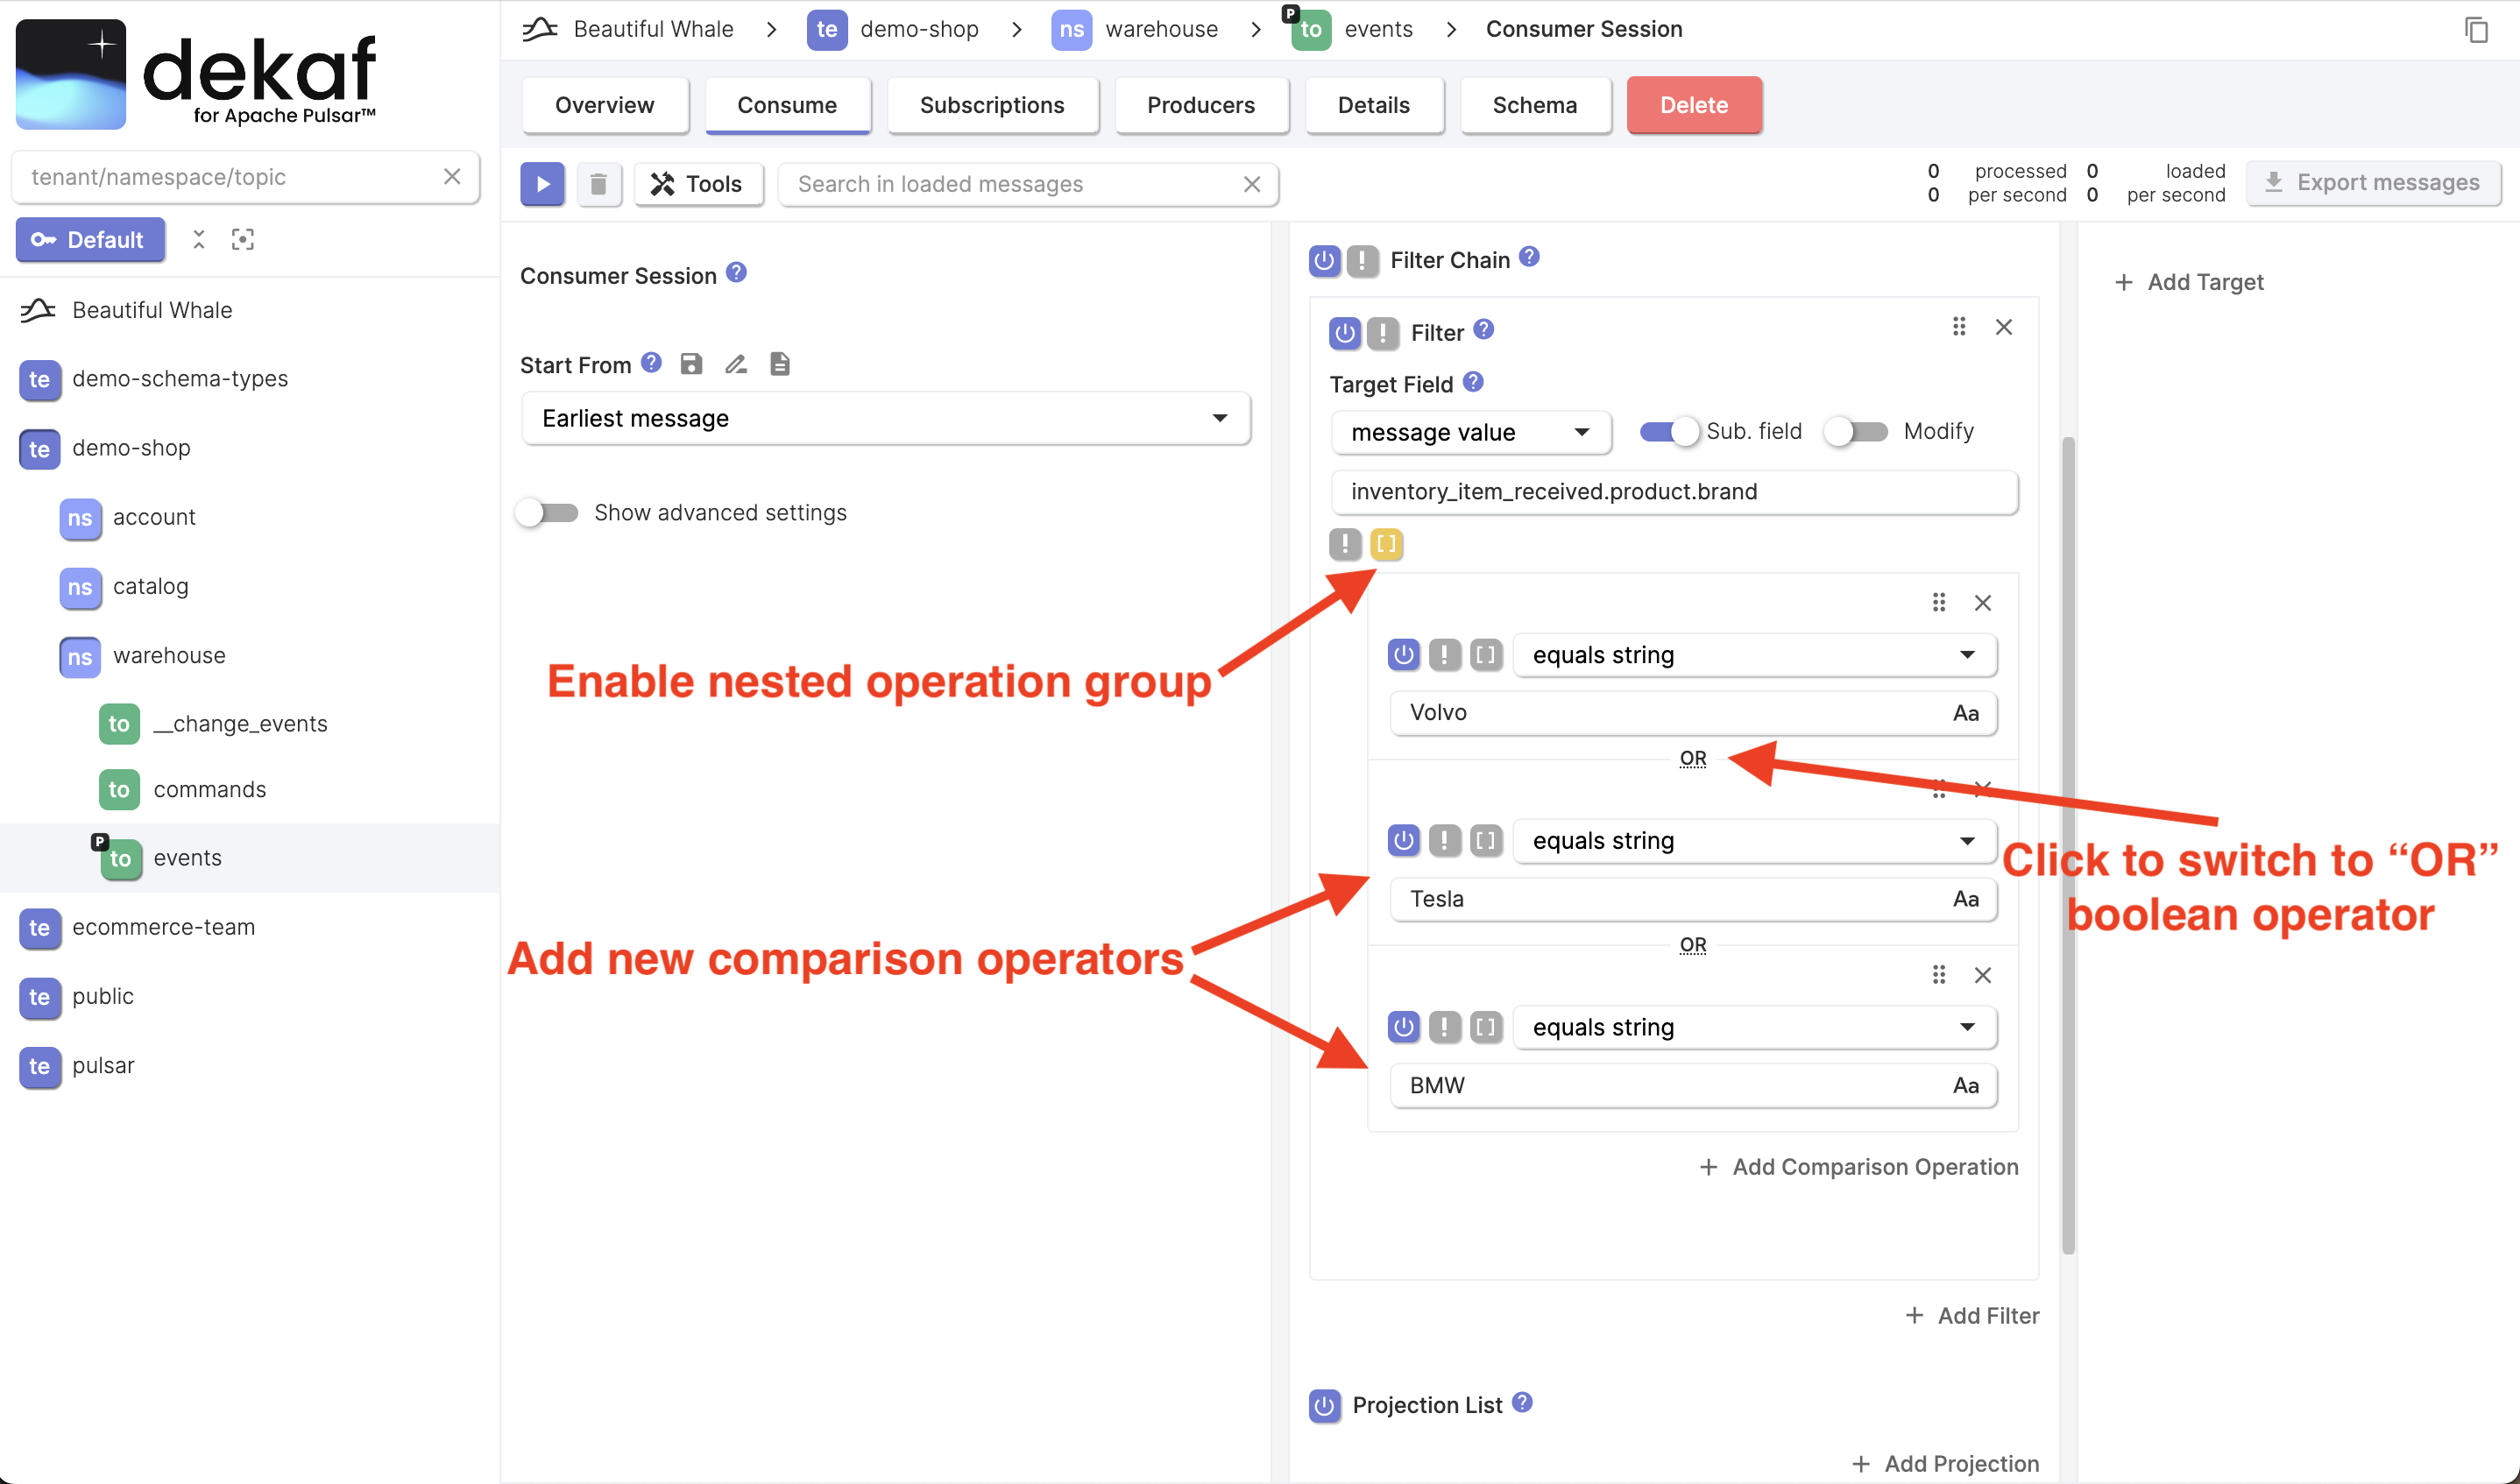 dekaf
for Apache Pulsar™
tenant/namespace/topic
Default
Beautiful Whale
te demo-schema-types
te demo-shop
ns account
ns catalog
ns warehouse
to __change_events
to commands
P
to events
te ecommerce-team
te public
te pulsar
Beautiful Whale > te demo-shop > ns warehouse > P to events > Consumer Session
Overview
Consume
Subscriptions
Producers
Details
Schema
Delete
Tools
Search in loaded messages
0 processed 0 loaded
0 per second 0 per second
Export messages
Consumer Session ?
Start From ?
Earliest message
Show advanced settings
! Filter Chain ?
! Filter ?
Target Field ?
message value
Sub. field
Modify
inventory_item_received.product.brand
! []
Enable nested operation group
! [] equals string
Volvo Aa
OR
! [] equals string
Tesla Aa
OR
! [] equals string
BMW Aa
Add new comparison operators
Click to switch to “OR”
boolean operator
+ Add Comparison Operation
+ Add Filter
Projection List ?
+ Add Projection
+ Add Target